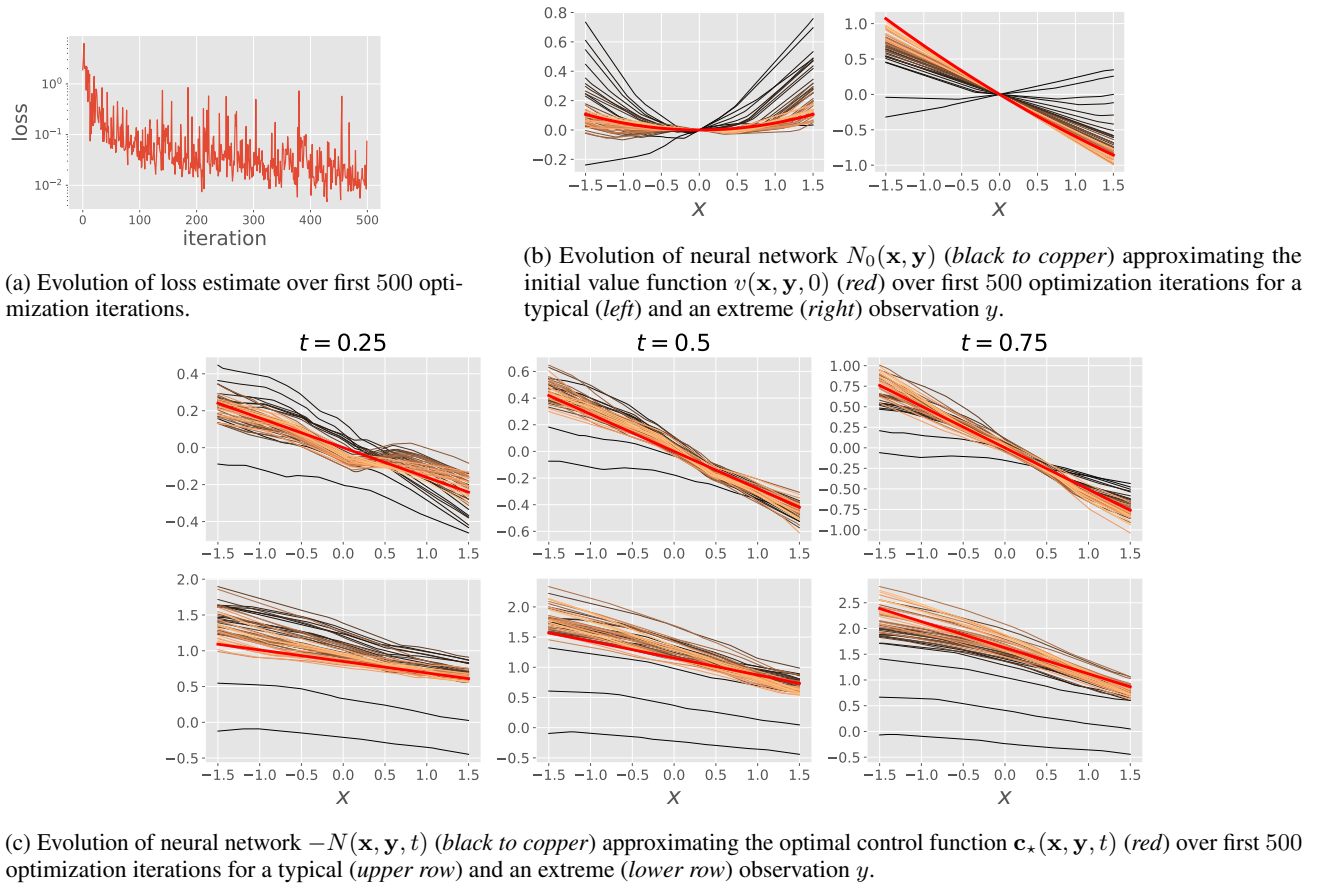 10⁰
10⁻¹
10⁻²
loss
0 100 200 300 400 500
iteration
(a) Evolution of loss estimate over first 500 opti-
mization iterations.
0.8
0.6
0.4
0.2
0.0
−0.2
−1.5 −1.0 −0.5 0.0 0.5 1.0 1.5
x
1.0
0.5
0.0
−0.5
−1.0
−1.5 −1.0 −0.5 0.0 0.5 1.0 1.5
x
(b) Evolution of neural network N₀(x, y) (black to copper) approximating the
initial value function v(x, y, 0) (red) over first 500 optimization iterations for a
typical (left) and an extreme (right) observation y.
t = 0.25
0.4
0.2
0.0
−0.2
−0.4
−1.5 −1.0 −0.5 0.0 0.5 1.0 1.5
t = 0.5
0.6
0.4
0.2
0.0
−0.2
−0.4
−0.6
−1.5 −1.0 −0.5 0.0 0.5 1.0 1.5
t = 0.75
1.00
0.75
0.50
0.25
0.00
−0.25
−0.50
−0.75
−1.00
−1.5 −1.0 −0.5 0.0 0.5 1.0 1.5
2.0
1.5
1.0
0.5
0.0
−0.5
−1.5 −1.0 −0.5 0.0 0.5 1.0 1.5
x
2.0
1.5
1.0
0.5
0.0
−0.5
−1.5 −1.0 −0.5 0.0 0.5 1.0 1.5
x
2.5
2.0
1.5
1.0
0.5
0.0
−0.5
−1.5 −1.0 −0.5 0.0 0.5 1.0 1.5
x
(c) Evolution of neural network −N(x, y, t) (black to copper) approximating the optimal control function c⋆(x, y, t) (red) over first 500
optimization iterations for a typical (upper row) and an extreme (lower row) observation y.